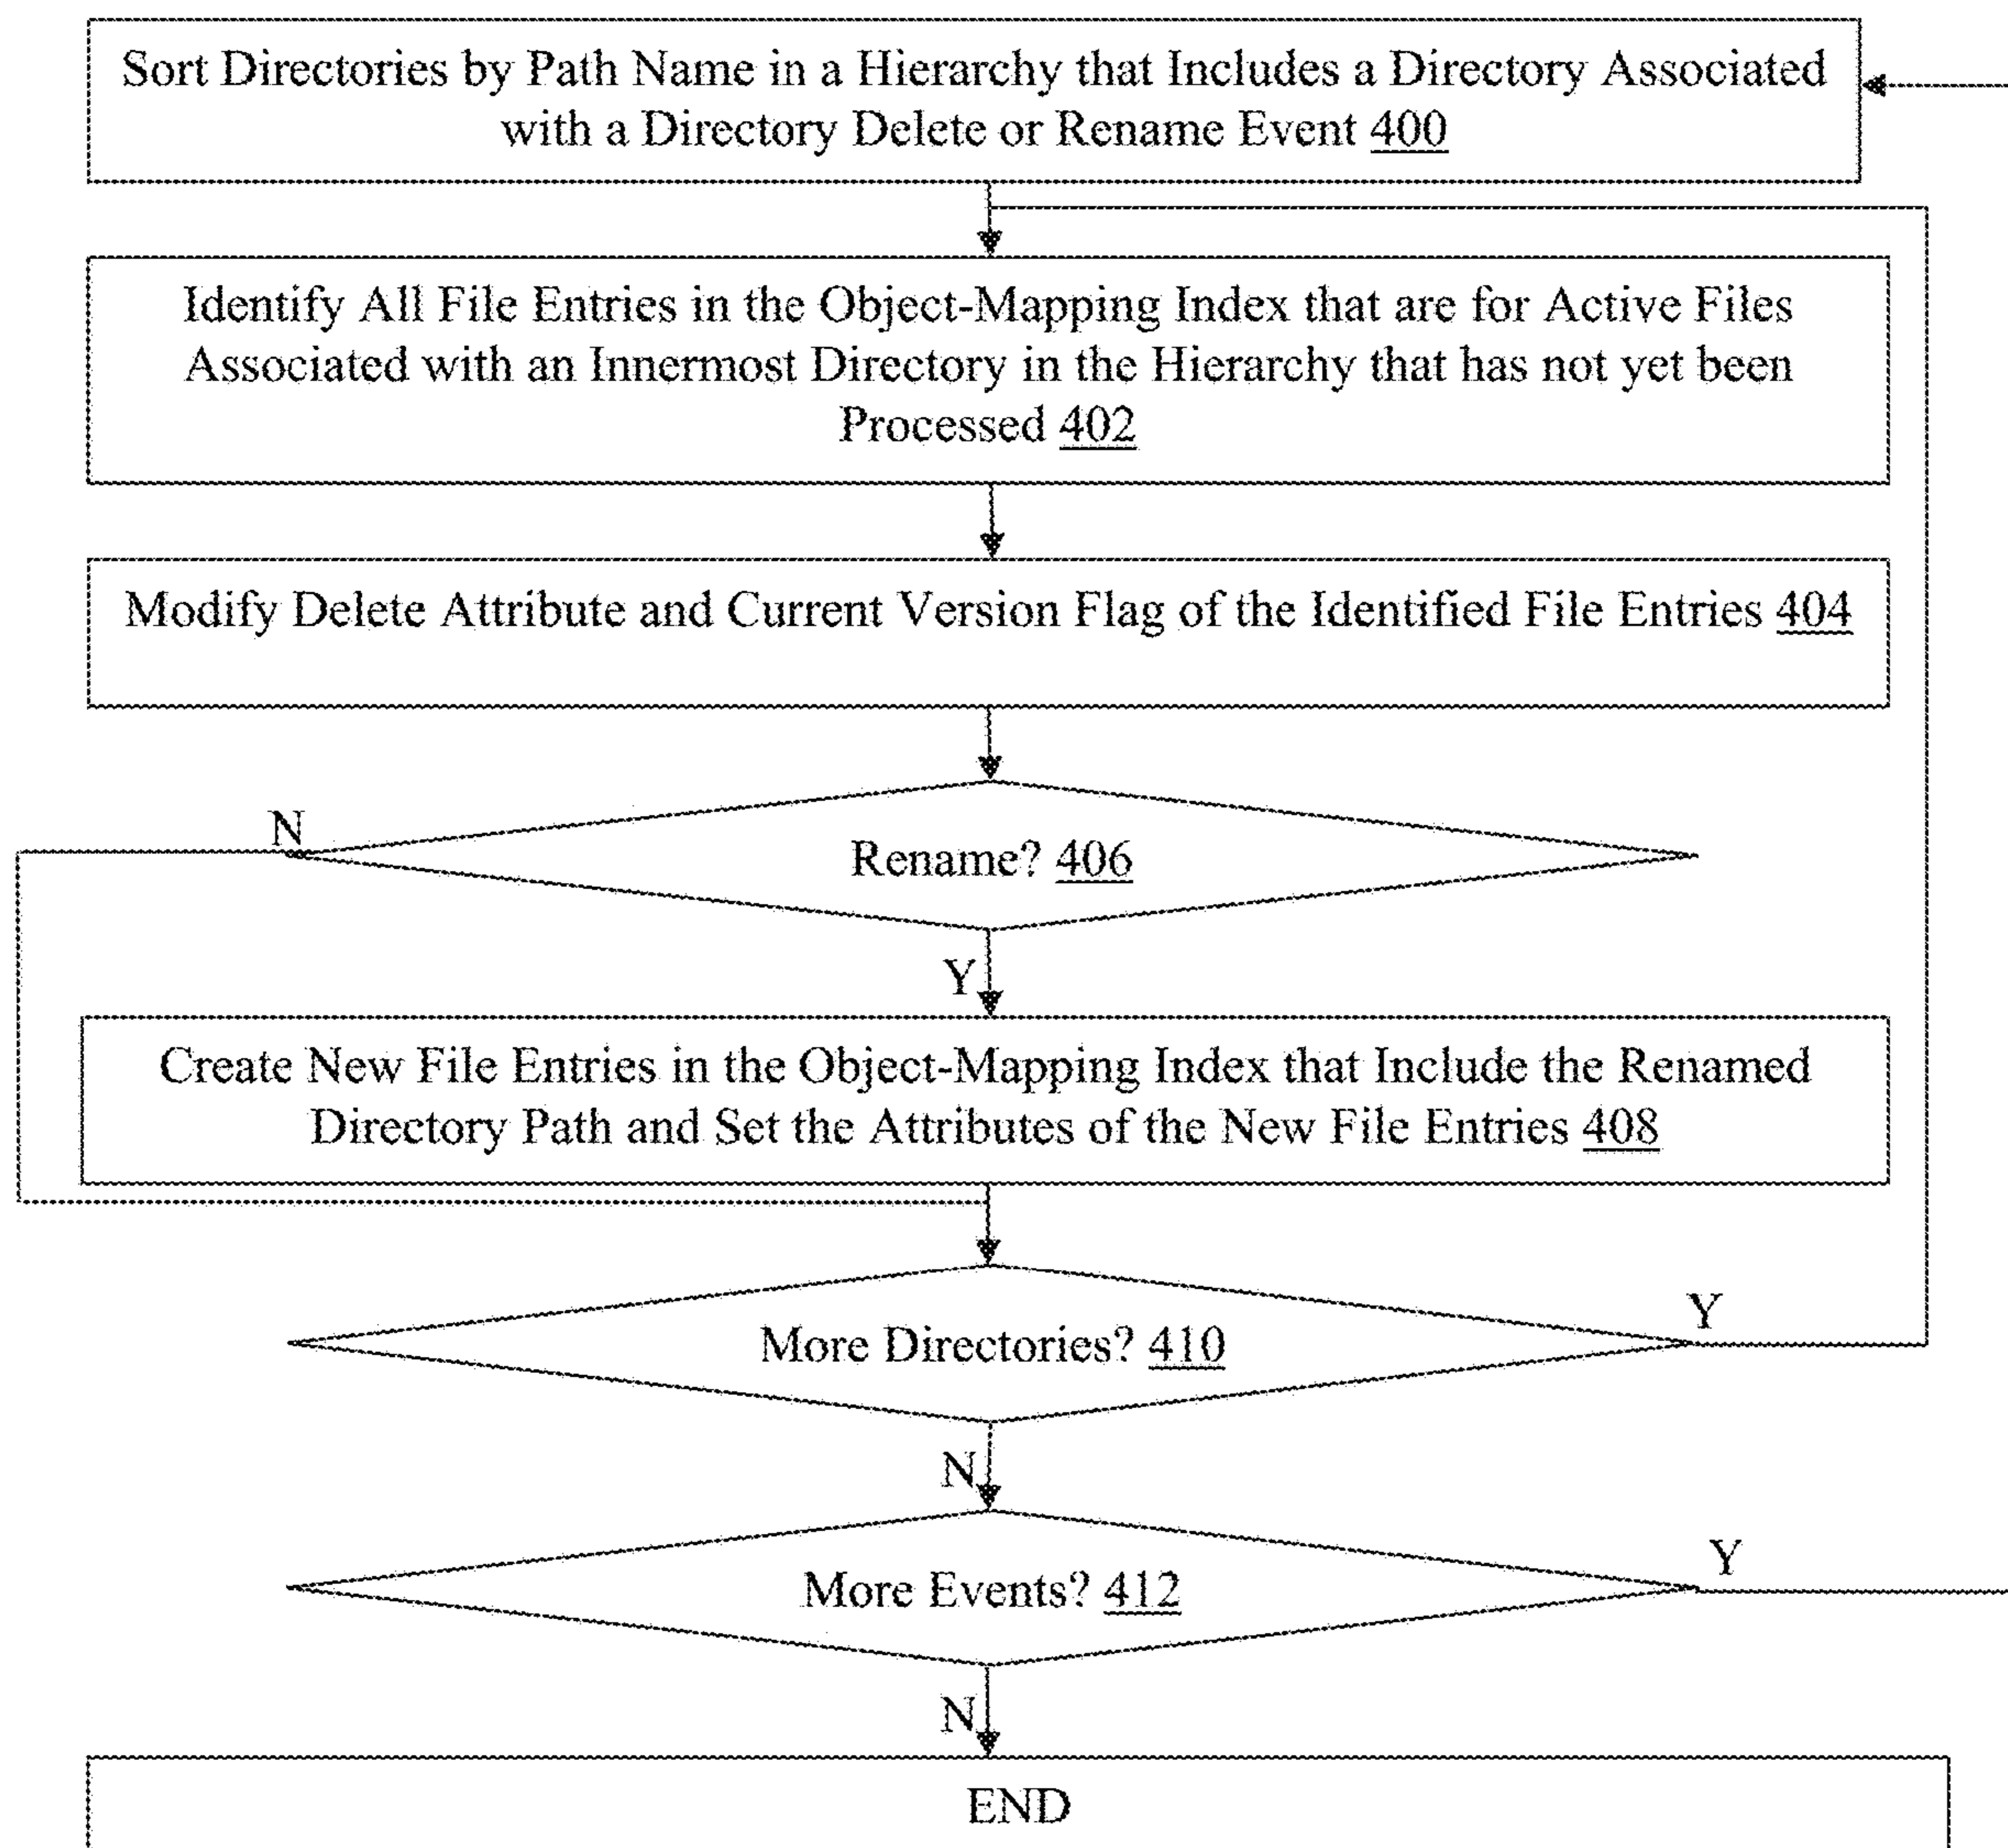 Sort Directories by Path Name in a Hierarchy that Includes a Directory Associated
with a Directory Delete or Rename Event 400
Identify All File Entries in the Object-Mapping Index that are for Active Files
Associated with an Innermost Directory in the Hierarchy that has not yet been
Processed 402
Modify Delete Attribute and Current Version Flag of the Identified File Entries 404
N
Rename? 406
Y
Create New File Entries in the Object-Mapping Index that Include the Renamed
Directory Path and Set the Attributes of the New File Entries 408
Y
More Directories? 410
N
Y
More Events? 412
N
END